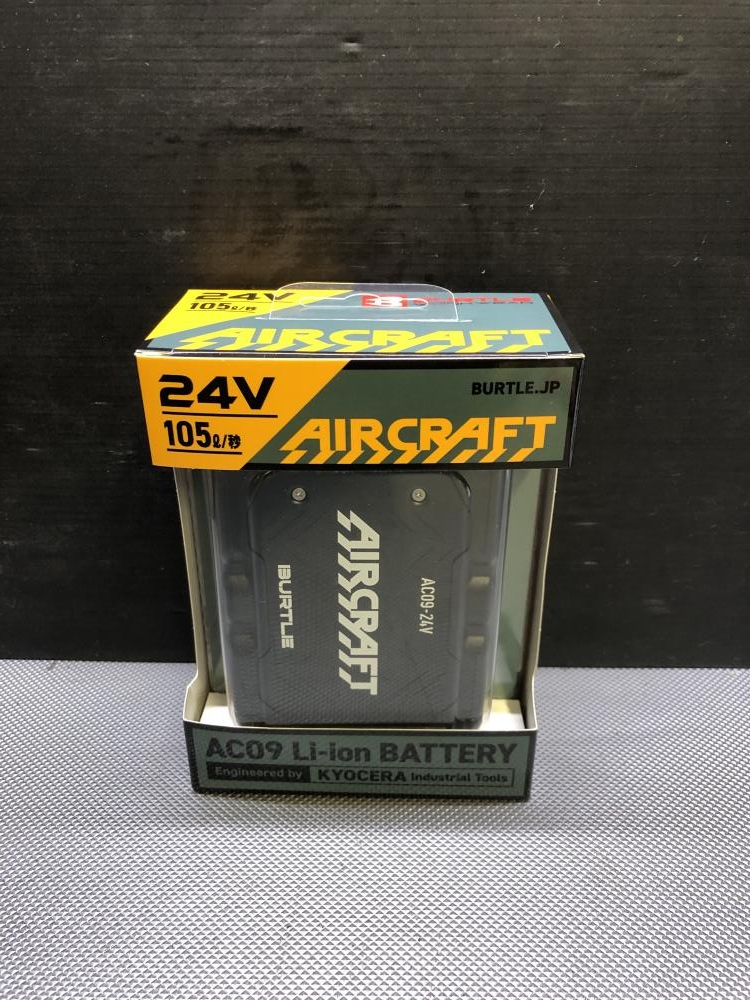 24V
105ℓ/秒
BURTLE
AIRCRAFT
24V
105ℓ/秒
BURTLE.JP
AIRCRAFT
AC09-24V
AIRCRAFT
BURTLE
AC09 Li-ion BATTERY
Engineered by KYOCERA Industrial Tools